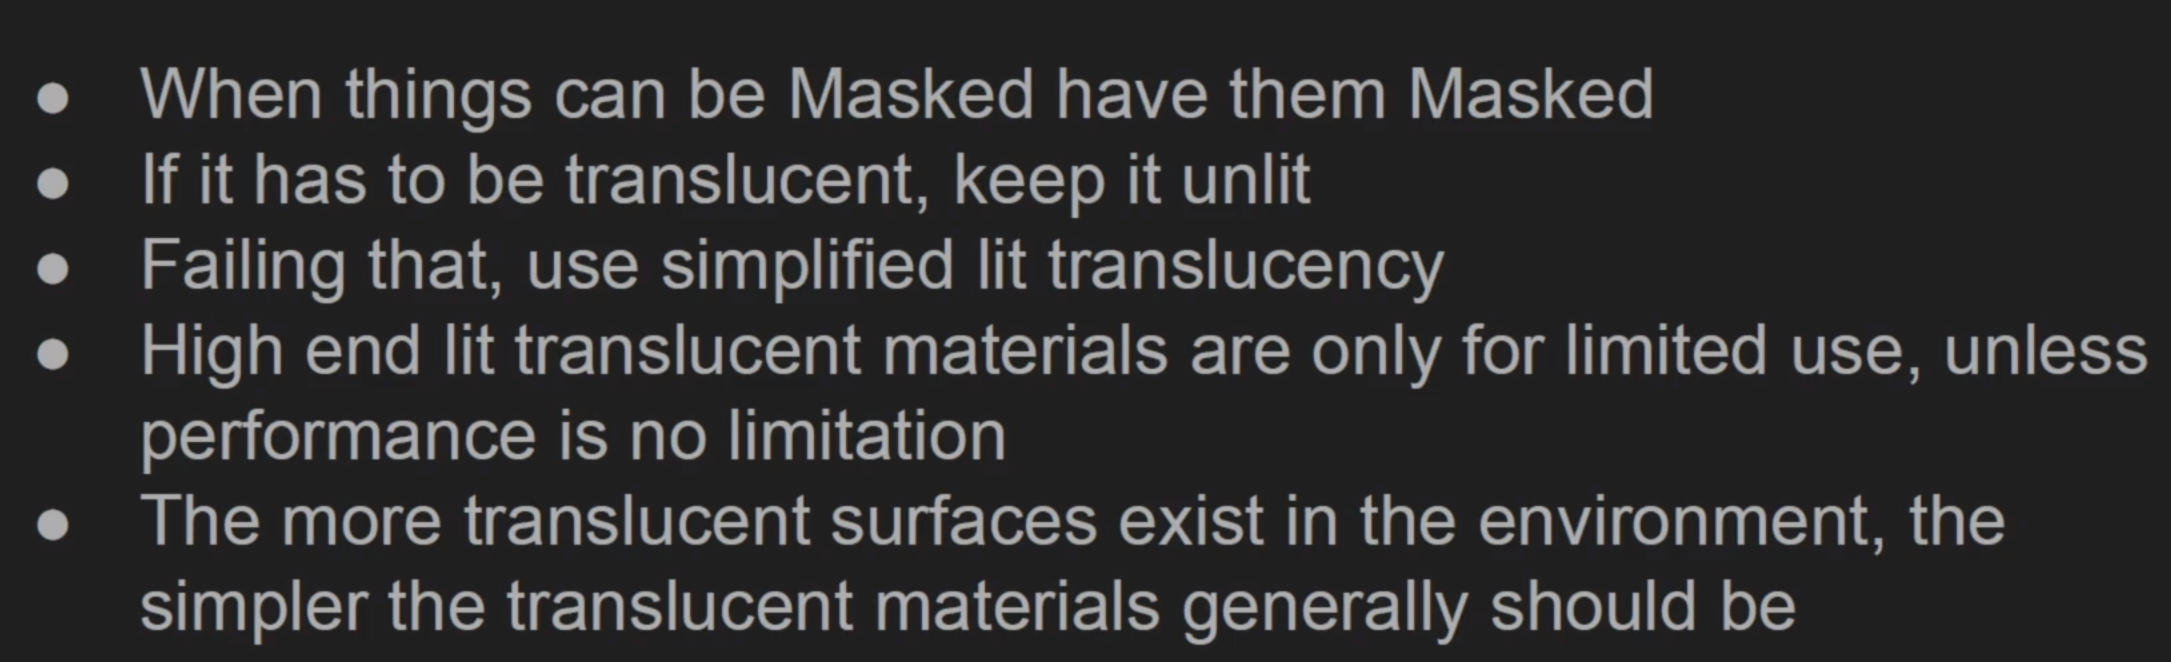 ● When things can be Masked have them Masked
● If it has to be translucent, keep it unlit
● Failing that, use simplified lit translucency
● High end lit translucent materials are only for limited use, unless
performance is no limitation
● The more translucent surfaces exist in the environment, the
simpler the translucent materials generally should be